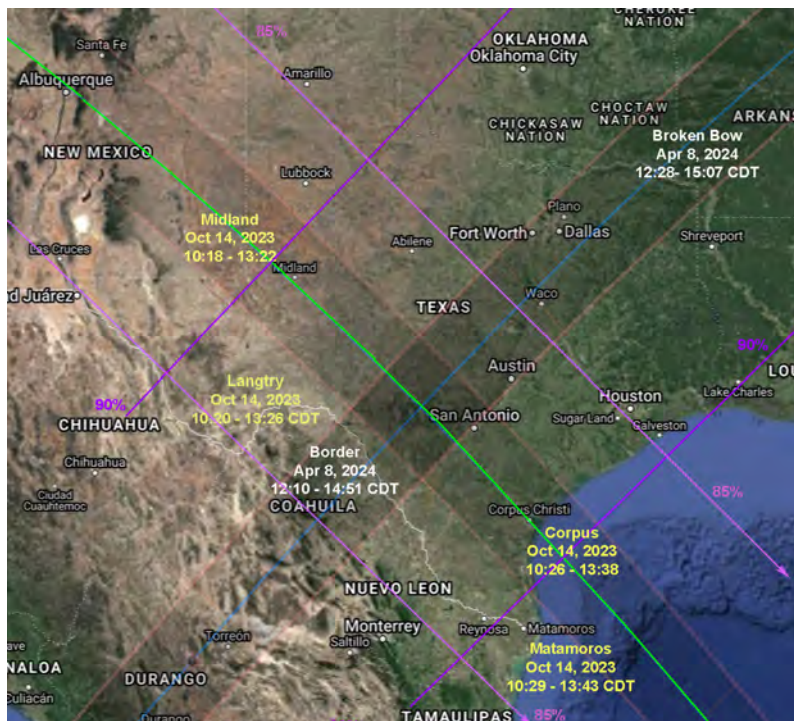 CHEROKEE
NATION
85%
Santa Fe
OKLAHOMA
Oklahoma City
Albuquerque
Amarillo
CHOCTAW
NATION
ARKANS
CHICKASAW
NATION
Broken Bow
Apr 8, 2024
12:28- 15:07 CDT
NEW MEXICO
Lubbock
Midland
Oct 14, 2023
10:18 - 13:22
Plano
Fort Worth
Dallas
Abilene
Shreveport
Las Cruces
Midland
d Juárez
TEXAS
Waco
90%
LOU
Austin
Langtry
Oct 14, 2023
10:20 - 13:26 CDT
90%
Houston
Lake Charles
CHIHUAHUA
San Antonio
Sugar Land
Galveston
Border
Apr 8, 2024
12:10 - 14:51 CDT
Chihuahua
Ciudad
Cuauhtemoc
COAHUILA
85%
Corpus Christi
Corpus
Oct 14, 2023
10:26 - 13:38
NUEVO LEON
Monterrey
Reynosa
Matamoros
Torreón
Saltillo
ave
Matamoros
Oct 14, 2023
10:29 - 13:43 CDT
NALOA
DURANGO
Culiacán
Durango
TAMAULIPAS
85%